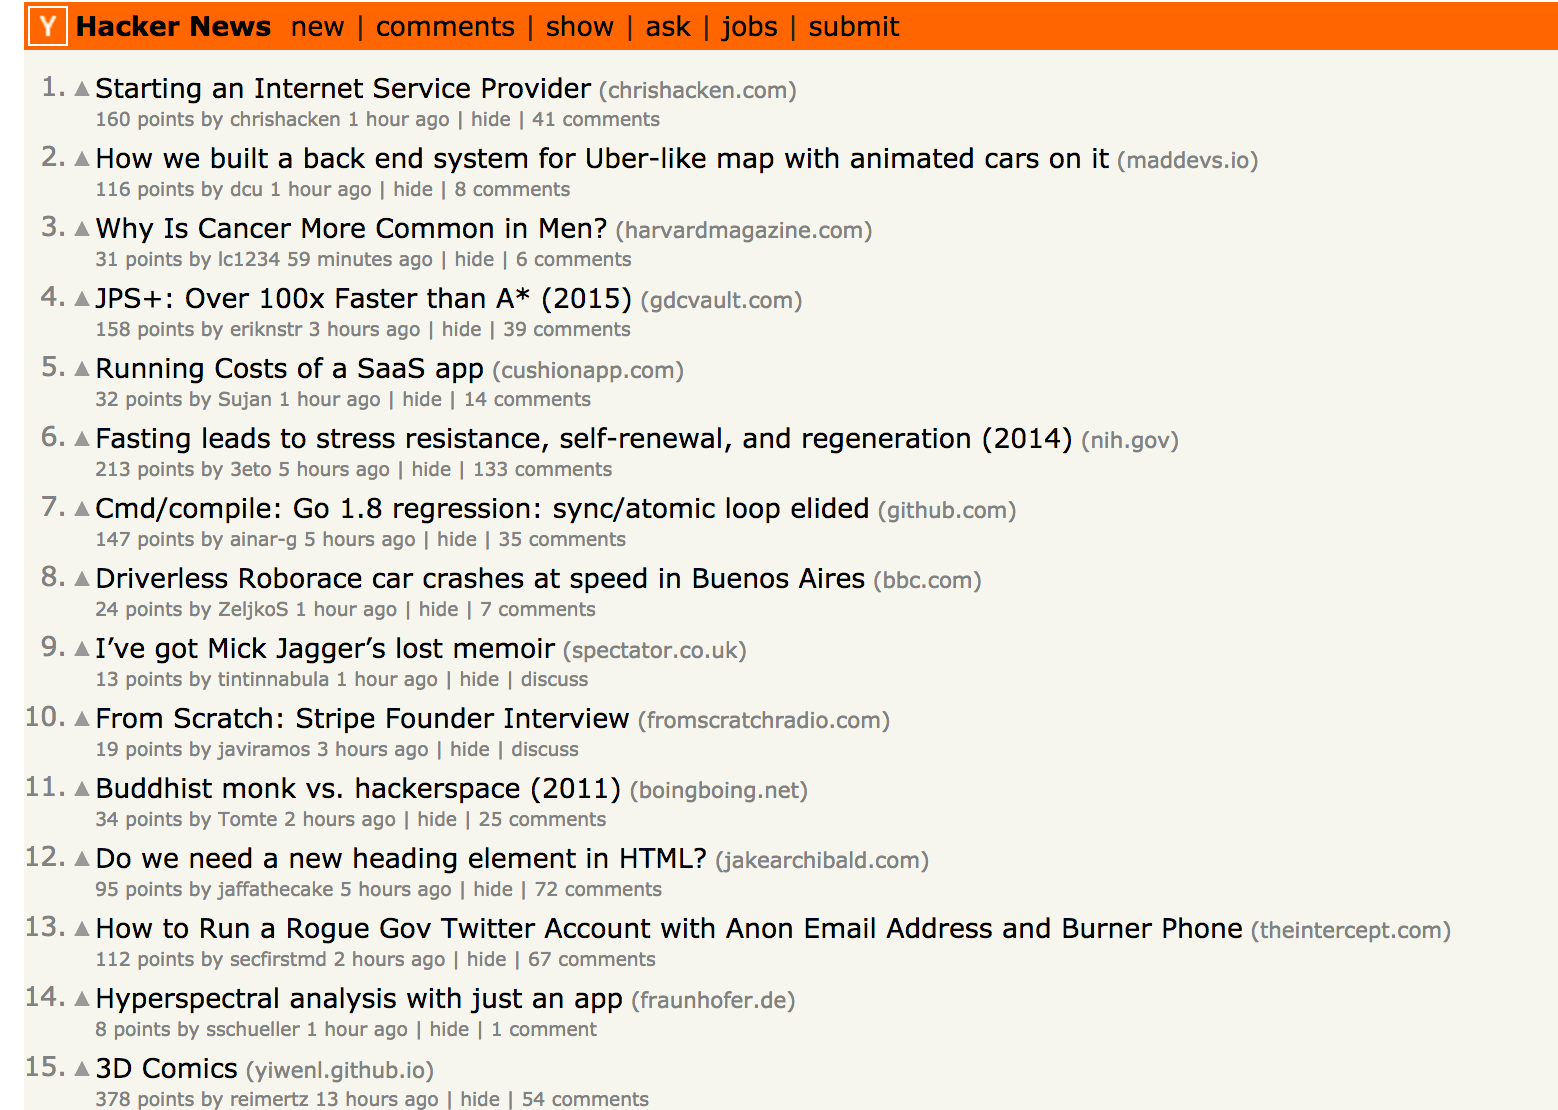 Y Hacker News new | comments | show | ask | jobs | submit
1. ▲ Starting an Internet Service Provider (chrishacken.com)
160 points by chrishacken 1 hour ago | hide | 41 comments
2. ▲ How we built a back end system for Uber-like map with animated cars on it (maddevs.io)
116 points by dcu 1 hour ago | hide | 8 comments
3. ▲ Why Is Cancer More Common in Men? (harvardmagazine.com)
31 points by lc1234 59 minutes ago | hide | 6 comments
4. ▲ JPS+: Over 100x Faster than A* (2015) (gdcvault.com)
158 points by eriknstr 3 hours ago | hide | 39 comments
5. ▲ Running Costs of a SaaS app (cushionapp.com)
32 points by Sujan 1 hour ago | hide | 14 comments
6. ▲ Fasting leads to stress resistance, self-renewal, and regeneration (2014) (nih.gov)
213 points by 3eto 5 hours ago | hide | 133 comments
7. ▲ Cmd/compile: Go 1.8 regression: sync/atomic loop elided (github.com)
147 points by ainar-g 5 hours ago | hide | 35 comments
8. ▲ Driverless Roborace car crashes at speed in Buenos Aires (bbc.com)
24 points by ZeljkoS 1 hour ago | hide | 7 comments
9. ▲ I’ve got Mick Jagger’s lost memoir (spectator.co.uk)
13 points by tintinnabula 1 hour ago | hide | discuss
10. ▲ From Scratch: Stripe Founder Interview (fromscratchradio.com)
19 points by javiramos 3 hours ago | hide | discuss
11. ▲ Buddhist monk vs. hackerspace (2011) (boingboing.net)
34 points by Tomte 2 hours ago | hide | 25 comments
12. ▲ Do we need a new heading element in HTML? (jakearchibald.com)
95 points by jaffathecake 5 hours ago | hide | 72 comments
13. ▲ How to Run a Rogue Gov Twitter Account with Anon Email Address and Burner Phone (theintercept.com)
112 points by secfirstmd 2 hours ago | hide | 67 comments
14. ▲ Hyperspectral analysis with just an app (fraunhofer.de)
8 points by sschueller 1 hour ago | hide | 1 comment
15. ▲ 3D Comics (yiwenl.github.io)
378 points by reimertz 13 hours ago | hide | 54 comments